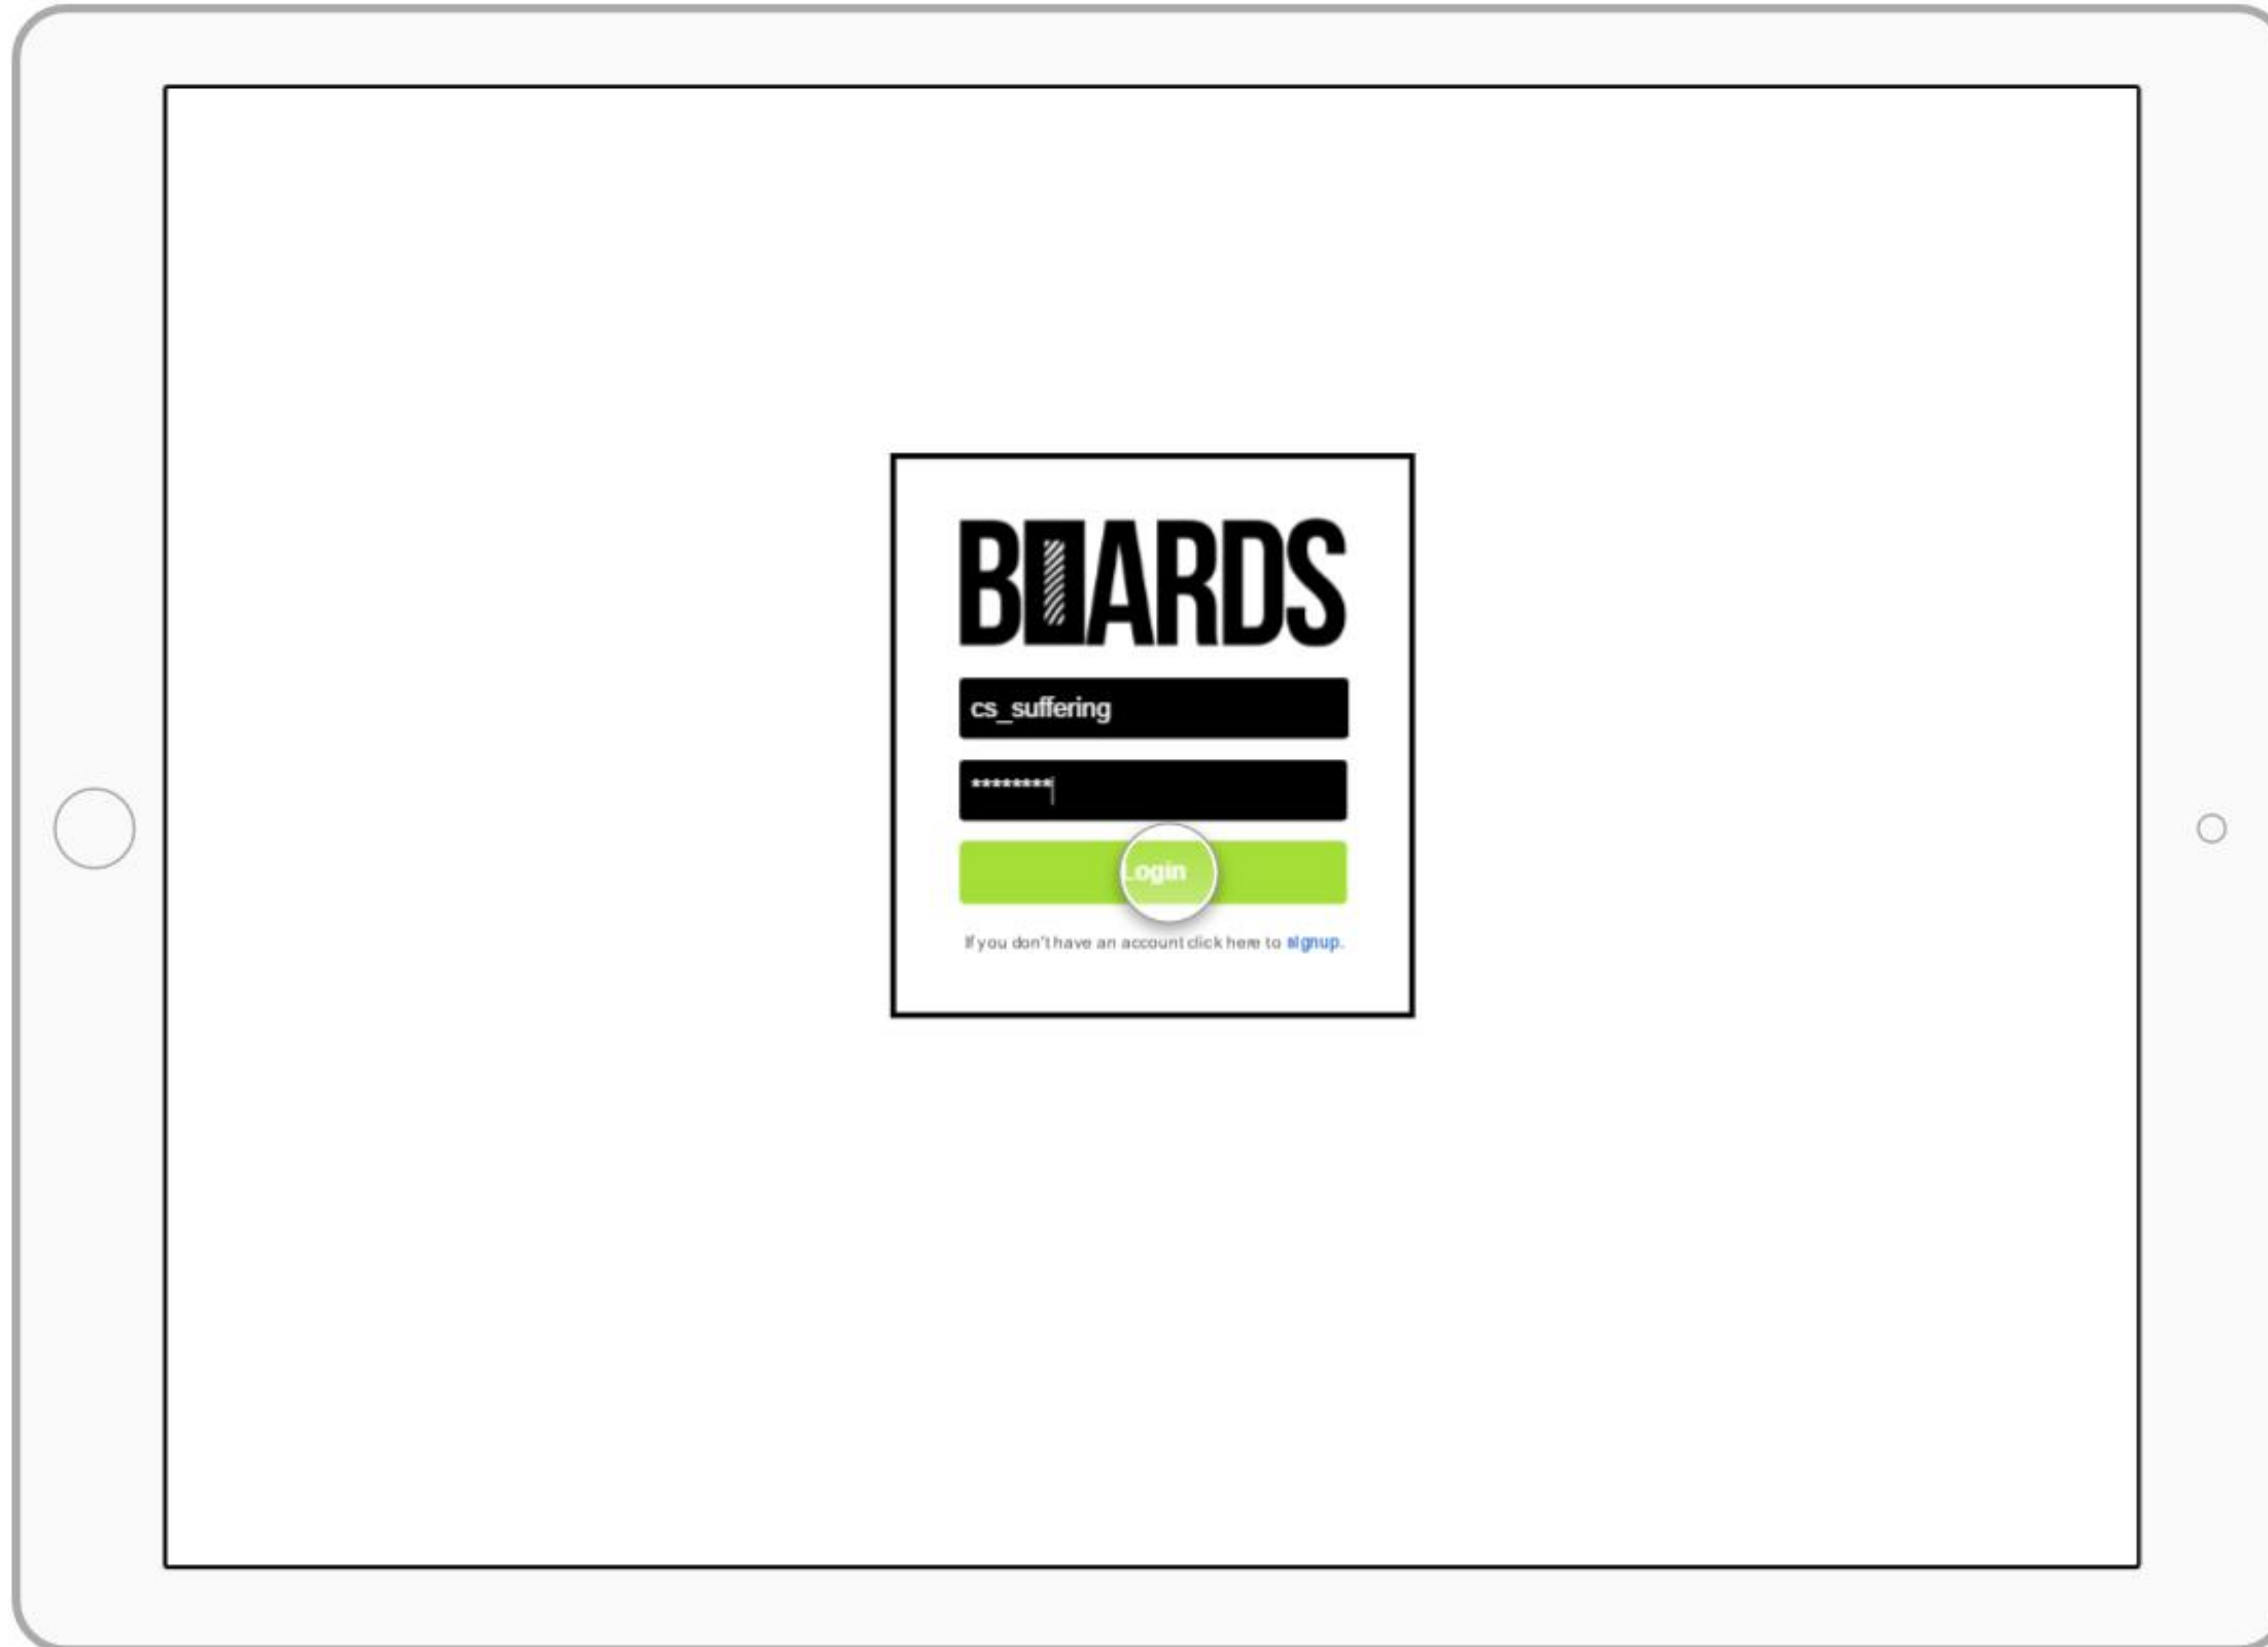 BOARDS
cs_suffering
********
Login
If you don't have an account click here to signup.